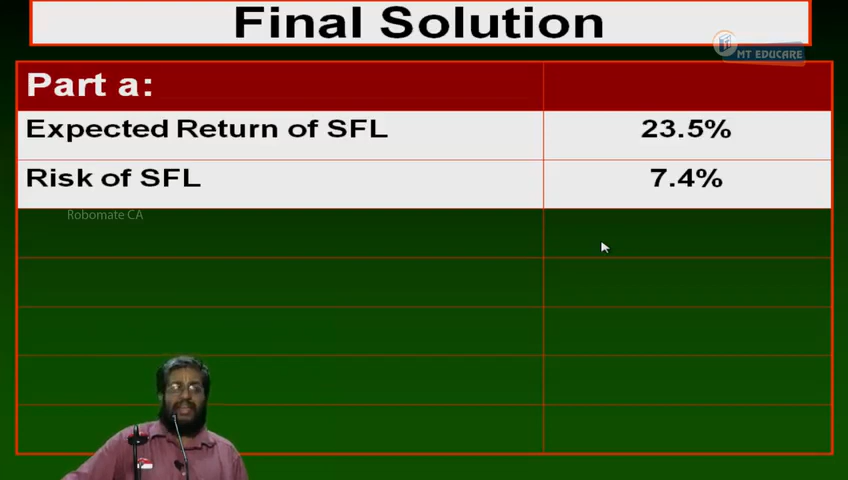 Final Solution
MT EDUCARE
Part a:
Expected Return of SFL 23.5%
Risk of SFL 7.4%
Robomate CA